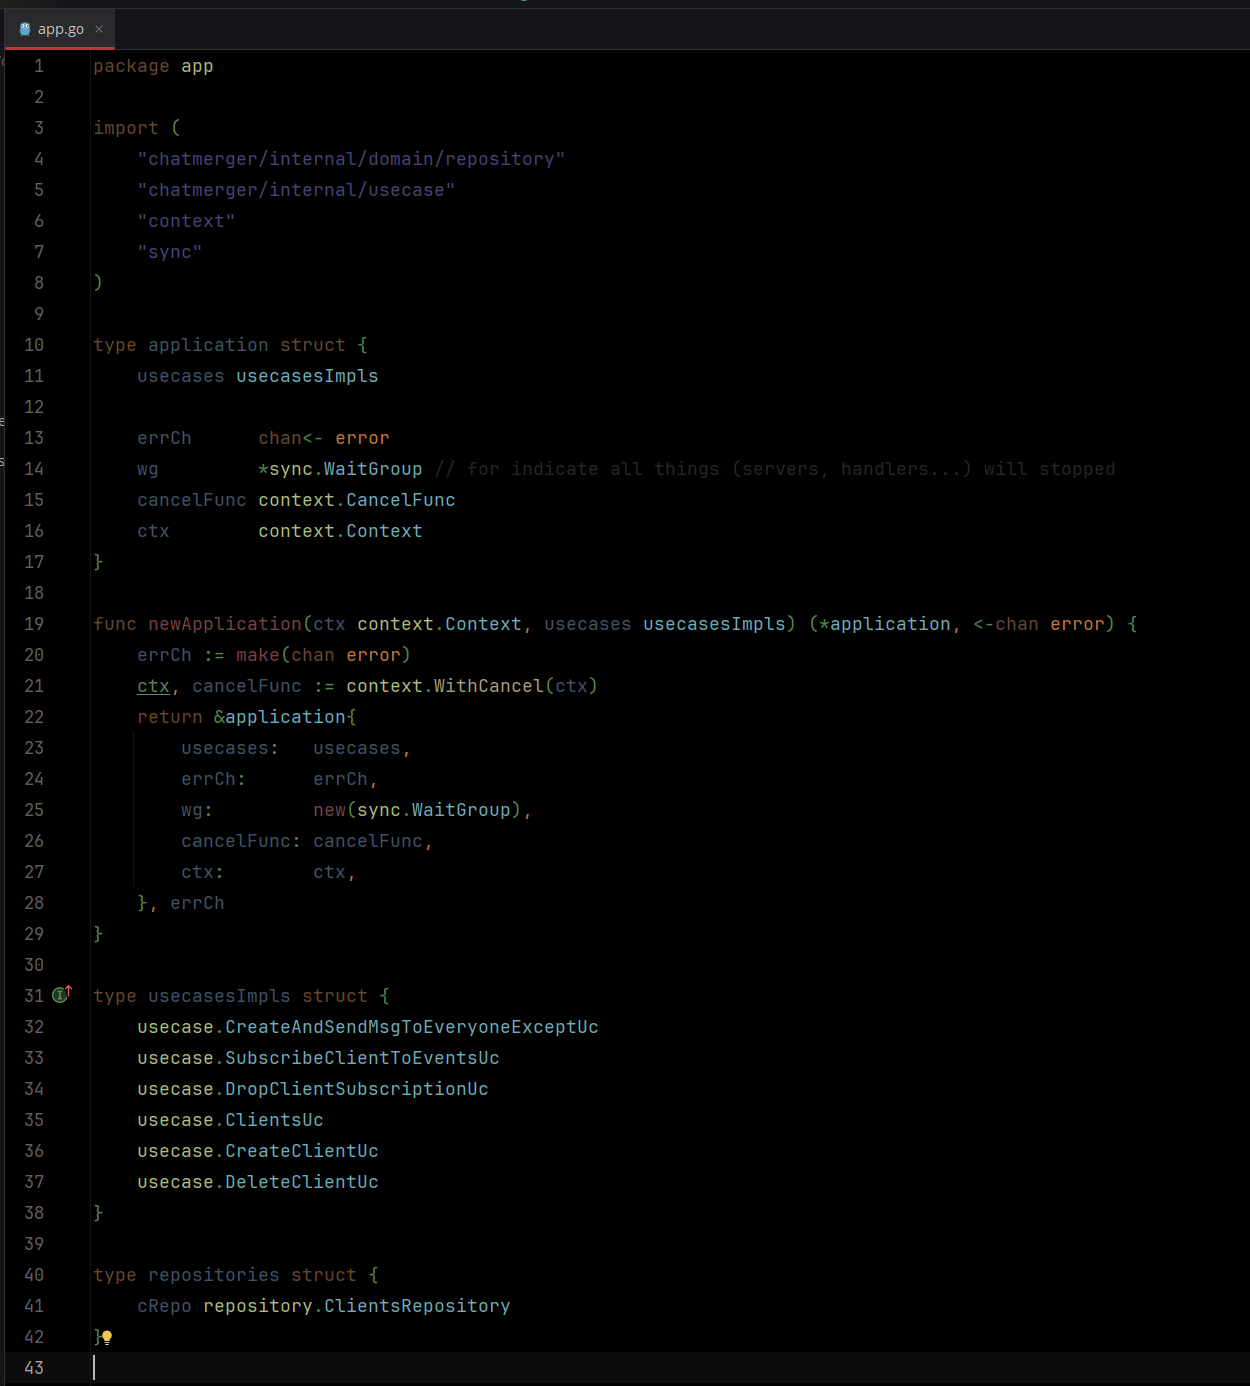 app.go ×
1 package app
2
3 import (
4     "chatmerger/internal/domain/repository"
5     "chatmerger/internal/usecase"
6     "context"
7     "sync"
8 )
9
10 type application struct {
11     usecases usecasesImpls
12
13     errCh      chan<- error
14     wg         *sync.WaitGroup // for indicate all things (servers, handlers...) will stopped
15     cancelFunc context.CancelFunc
16     ctx        context.Context
17 }
18
19 func newApplication(ctx context.Context, usecases usecasesImpls) (*application, <-chan error) {
20     errCh := make(chan error)
21     ctx, cancelFunc := context.WithCancel(ctx)
22     return &application{
23         usecases:   usecases,
24         errCh:      errCh,
25         wg:         new(sync.WaitGroup),
26         cancelFunc: cancelFunc,
27         ctx:        ctx,
28     }, errCh
29 }
30
31 type usecasesImpls struct {
32     usecase.CreateAndSendMsgToEveryoneExceptUc
33     usecase.SubscribeClientToEventsUc
34     usecase.DropClientSubscriptionUc
35     usecase.ClientsUc
36     usecase.CreateClientUc
37     usecase.DeleteClientUc
38 }
39
40 type repositories struct {
41     cRepo repository.ClientsRepository
42 }
43